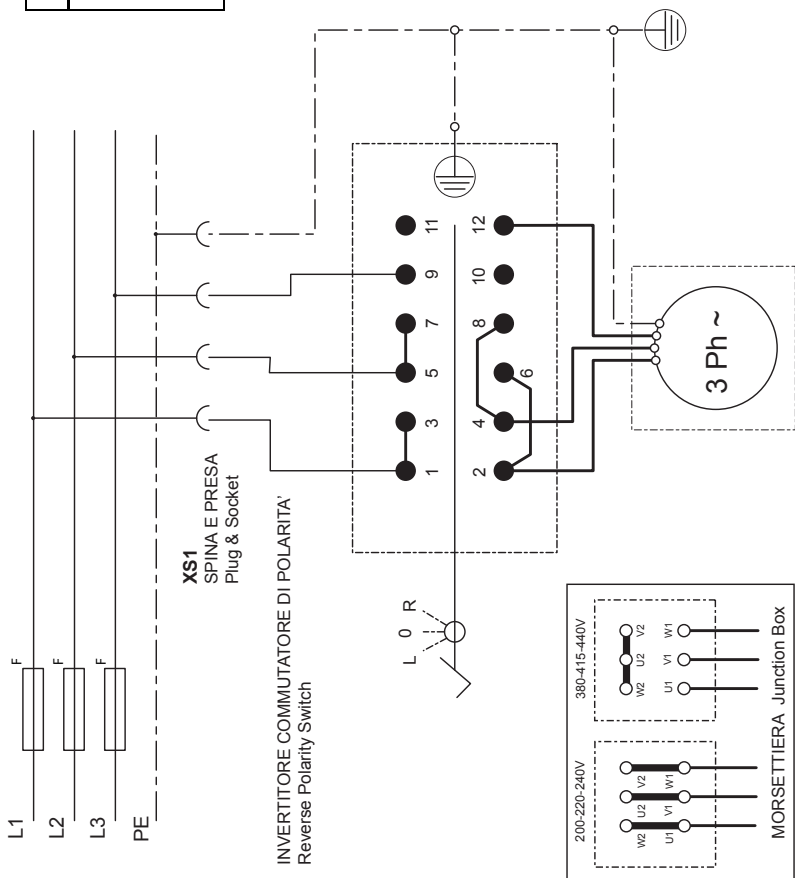 L1
L2
L3
PE
F
F
F
XS1
SPINA E PRESA
Plug & Socket
INVERTITORE COMMUTATORE DI POLARITA'
Reverse Polarity Switch
L 0 R
1 3 5 7 9 11
2 4 6 8 10 12
3 Ph ~
200-220-240V
W2 U2 V2
U1 V1 W1
380-415-440V
W2 U2 V2
U1 V1 W1
MORSETTIERA Junction Box